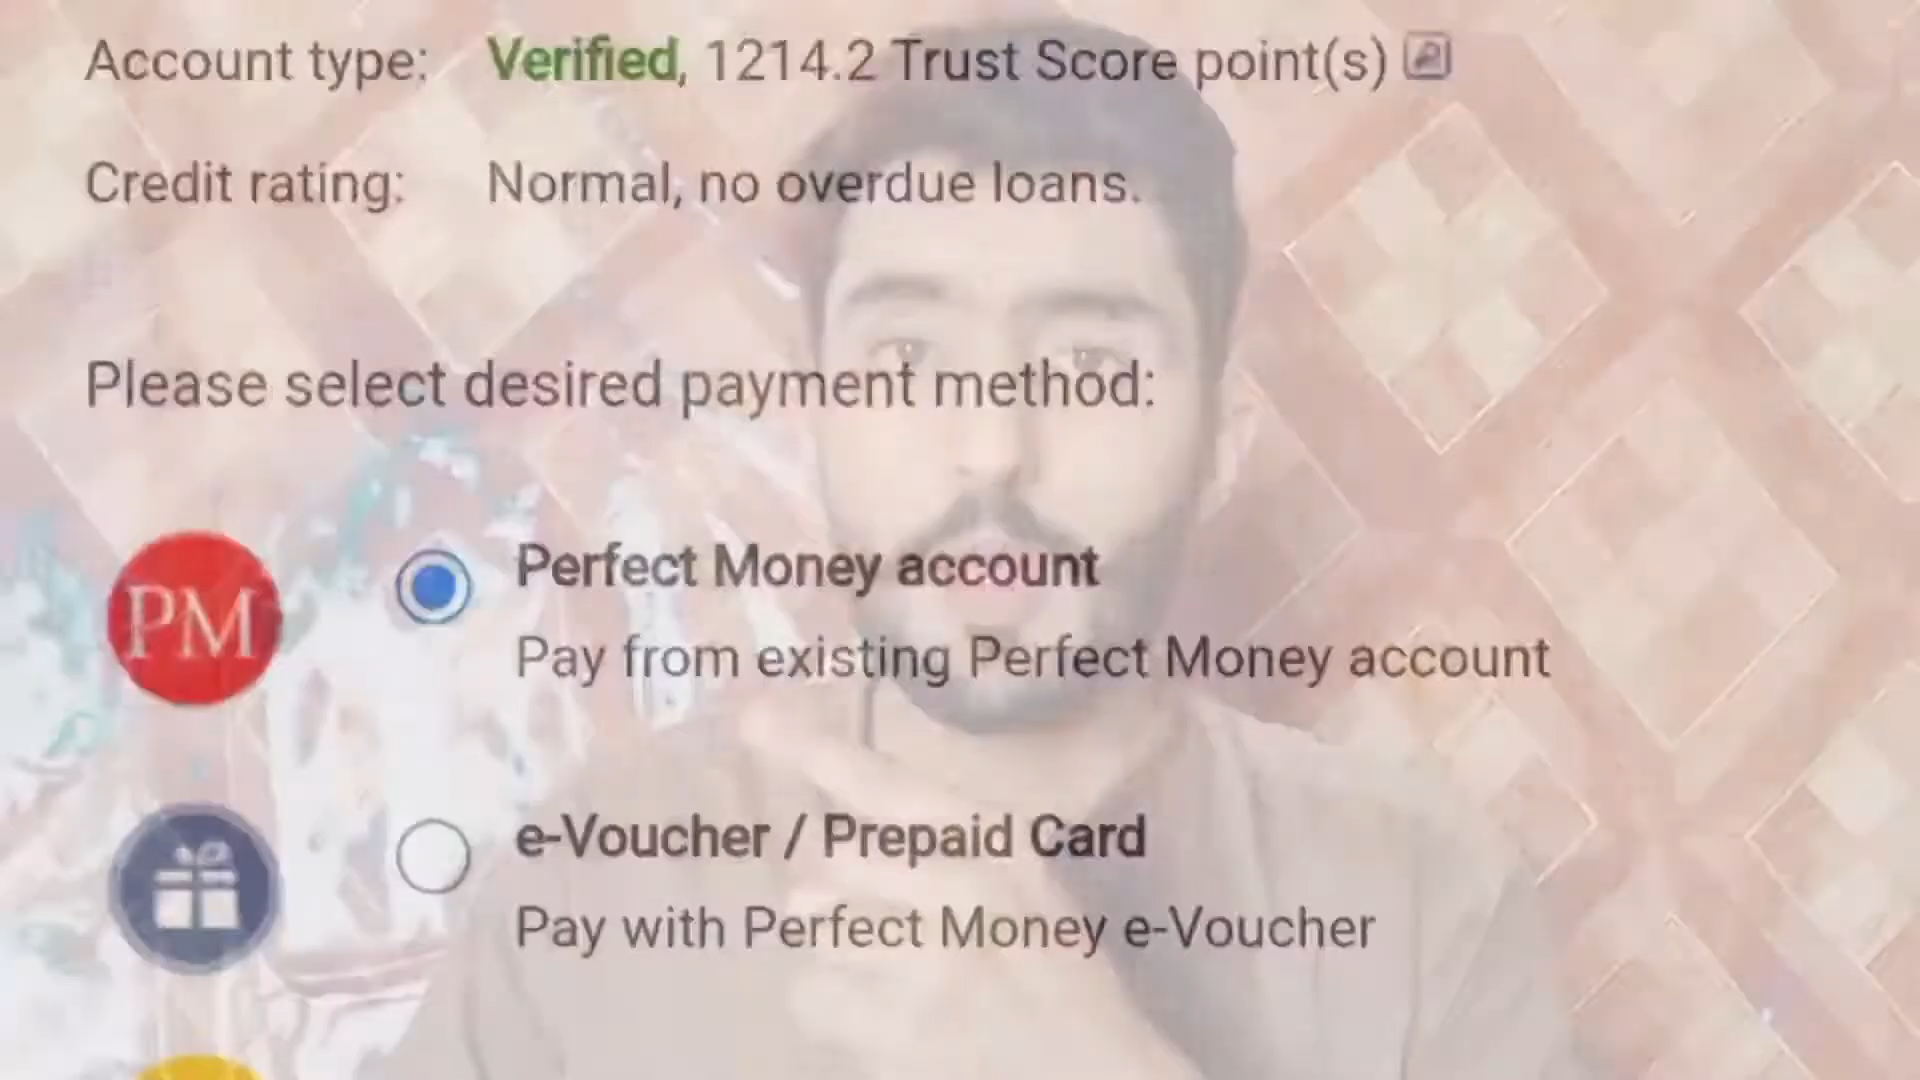 Account type: Verified, 1214.2 Trust Score point(s)
Credit rating: Normal, no overdue loans.
Please select desired payment method:
PM
Perfect Money account
Pay from existing Perfect Money account
e-Voucher / Prepaid Card
Pay with Perfect Money e-Voucher